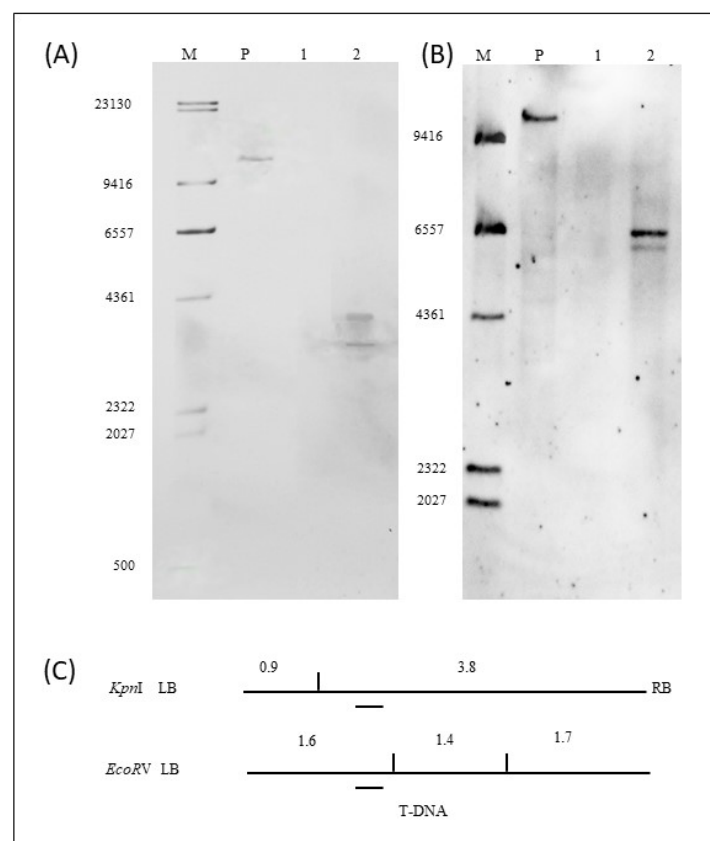 (A) M P 1 2
23130
9416
6557
4361
2322
2027
500
(B) M P 1 2
9416
6557
4361
2322
2027
(C)
0.9 3.8
KpnI LB RB
1.6 1.4 1.7
EcoRV LB
T-DNA